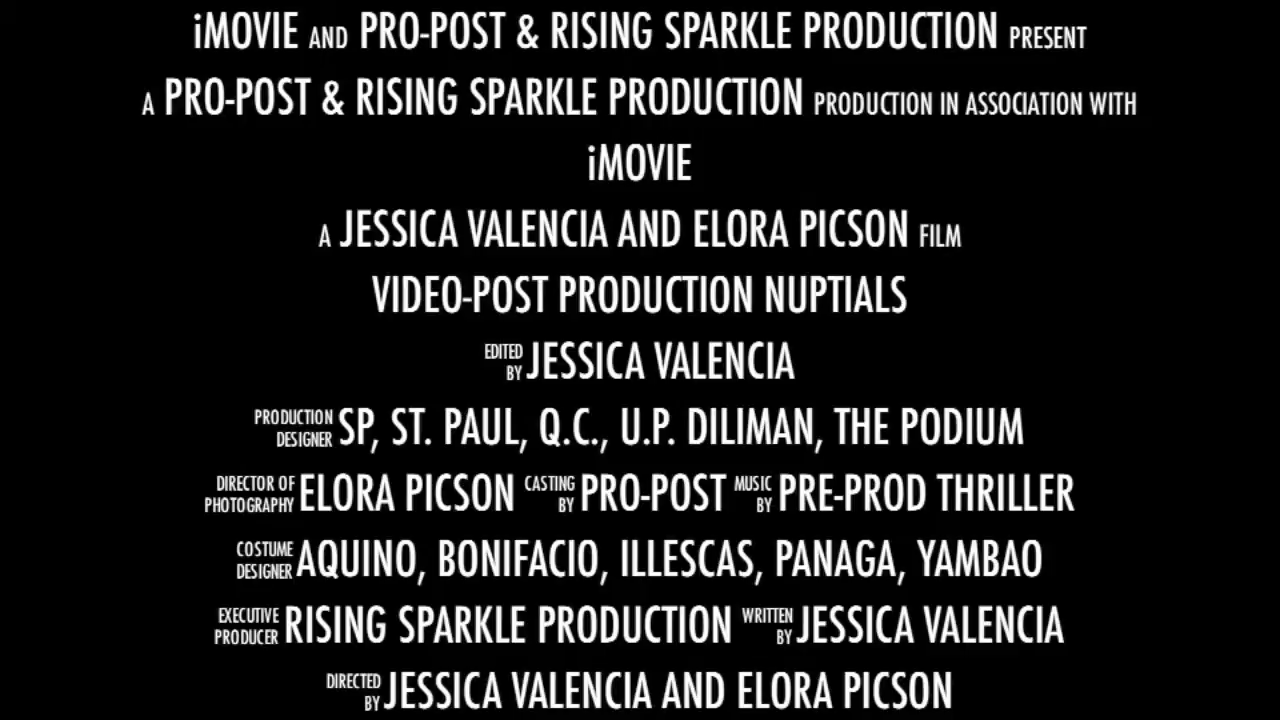 iMOVIE AND PRO-POST & RISING SPARKLE PRODUCTION PRESENT
A PRO-POST & RISING SPARKLE PRODUCTION PRODUCTION IN ASSOCIATION WITH
iMOVIE
A JESSICA VALENCIA AND ELORA PICSON FILM
VIDEO-POST PRODUCTION NUPTIALS
EDITED BY JESSICA VALENCIA
PRODUCTION DESIGNER SP, ST. PAUL, Q.C., U.P. DILIMAN, THE PODIUM
DIRECTOR OF PHOTOGRAPHY ELORA PICSON CASTING BY PRO-POST MUSIC BY PRE-PROD THRILLER
COSTUME DESIGNER AQUINO, BONIFACIO, ILLESCAS, PANAGA, YAMBAO
EXECUTIVE PRODUCER RISING SPARKLE PRODUCTION WRITTEN BY JESSICA VALENCIA
DIRECTED BY JESSICA VALENCIA AND ELORA PICSON